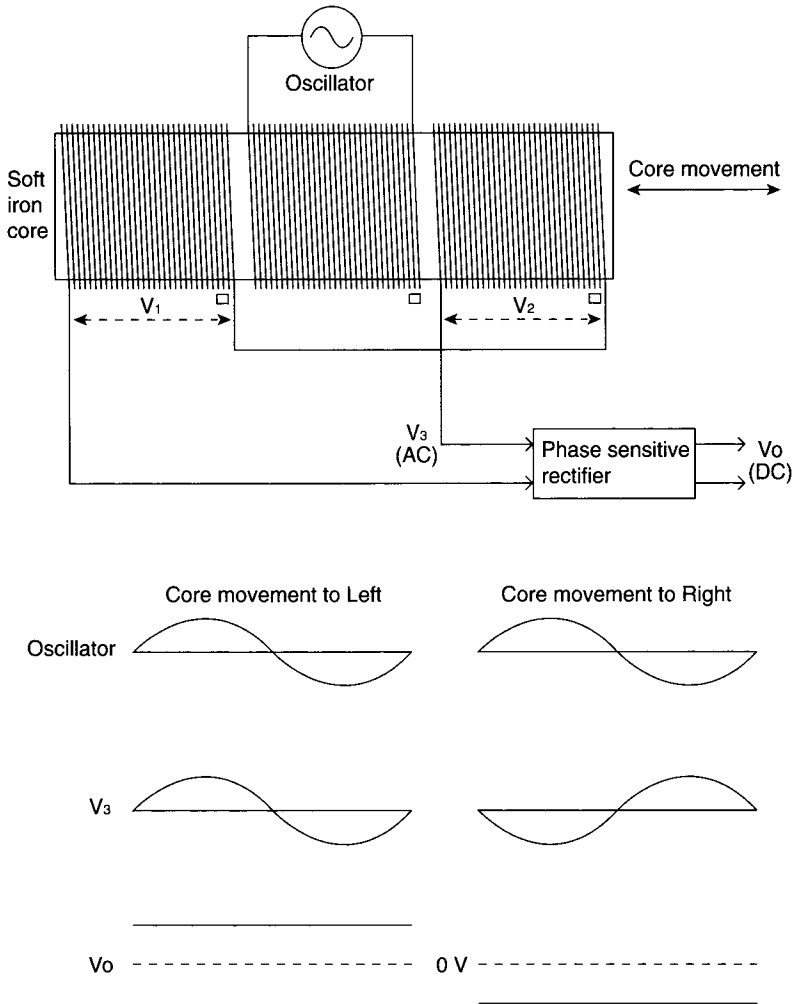 Oscillator
Soft
iron
core
Core movement
V₁
V₂
V₃
(AC)
Phase sensitive
rectifier
Vo
(DC)
Core movement to Left
Core movement to Right
Oscillator
V₃
Vo
0 V